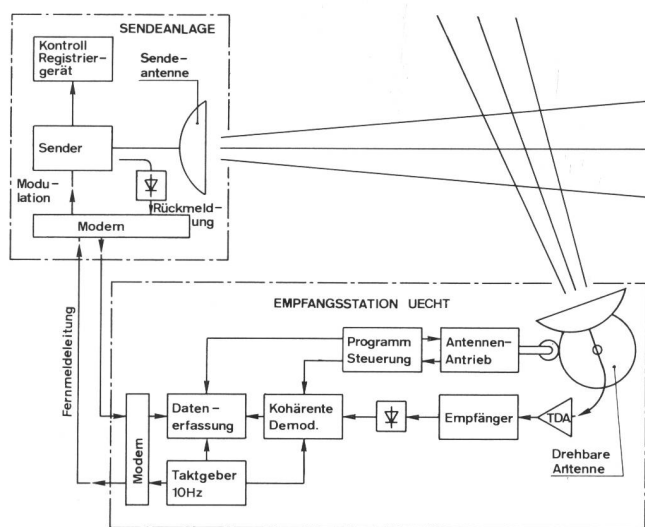 SENDEANLAGE
Kontroll
Registrier-
gerät
Sende-
antenne
Sender
Modu-
lation
Rückmeld-
ung
Modem
EMPFANGSSTATION UECHT
Fernmeldeleitung
Programm
Steuerung
Antennen-
Antrieb
Daten-
erfassung
Kohärente
Demod.
Empfänger
TDA
Modem
Taktgeber
10Hz
Drehbare
Antenne